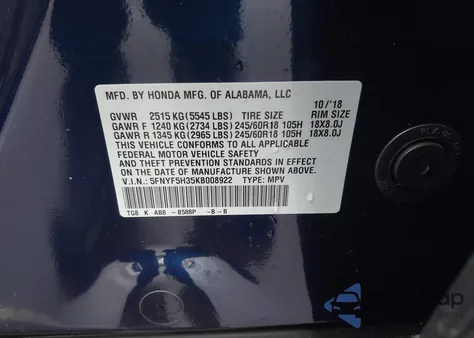 MFD. BY HONDA MFG. OF ALABAMA, LLC 10/'18
GVWR 2515 KG(5545 LBS) TIRE SIZE RIM SIZE
GAWR F 1240 KG(2734 LBS)245/60R18 105H 18X8.0J
GAWR R 1345 KG(2965 LBS)245/60R18 105H 18X8.0J
THIS VEHICLE CONFORMS TO ALL APPLICABLE
FEDERAL MOTOR VEHICLE SAFETY, BUMPER,
AND THEFT PREVENTION STANDARDS IN EFFECT
ON THE DATE OF MANUFACTURE SHOWN ABOVE.
V.I.N.: 5FNYF5H35KB008922 TYPE: MPV
TG8 K AB8 - B588P -B -B